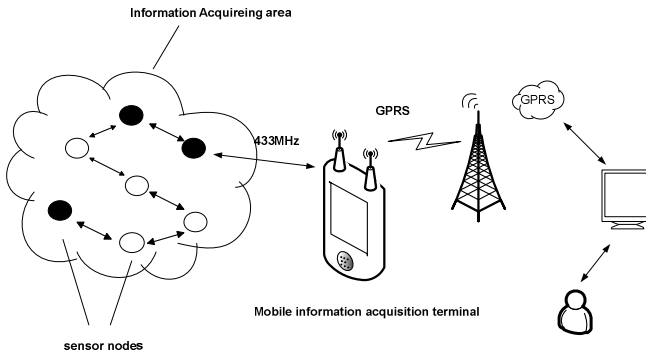 Information Acquireing area
GPRS
GPRS
433MHz
Mobile information acquisition terminal
sensor nodes